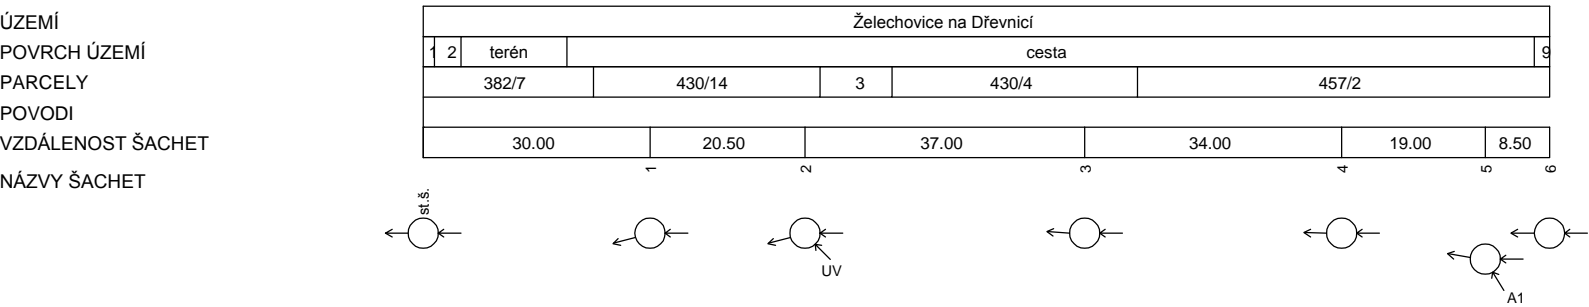 ÚZEMÍ Želechovice na Dřevnicí
POVRCH ÚZEMÍ 1 2 terén cesta 9
PARCELY 382/7 430/14 3 430/4 457/2
POVODI
VZDÁLENOST ŠACHET 30.00 20.50 37.00 34.00 19.00 8.50
NÁZVY ŠACHET st.š. 1 2 3 4 5 6
UV
A1